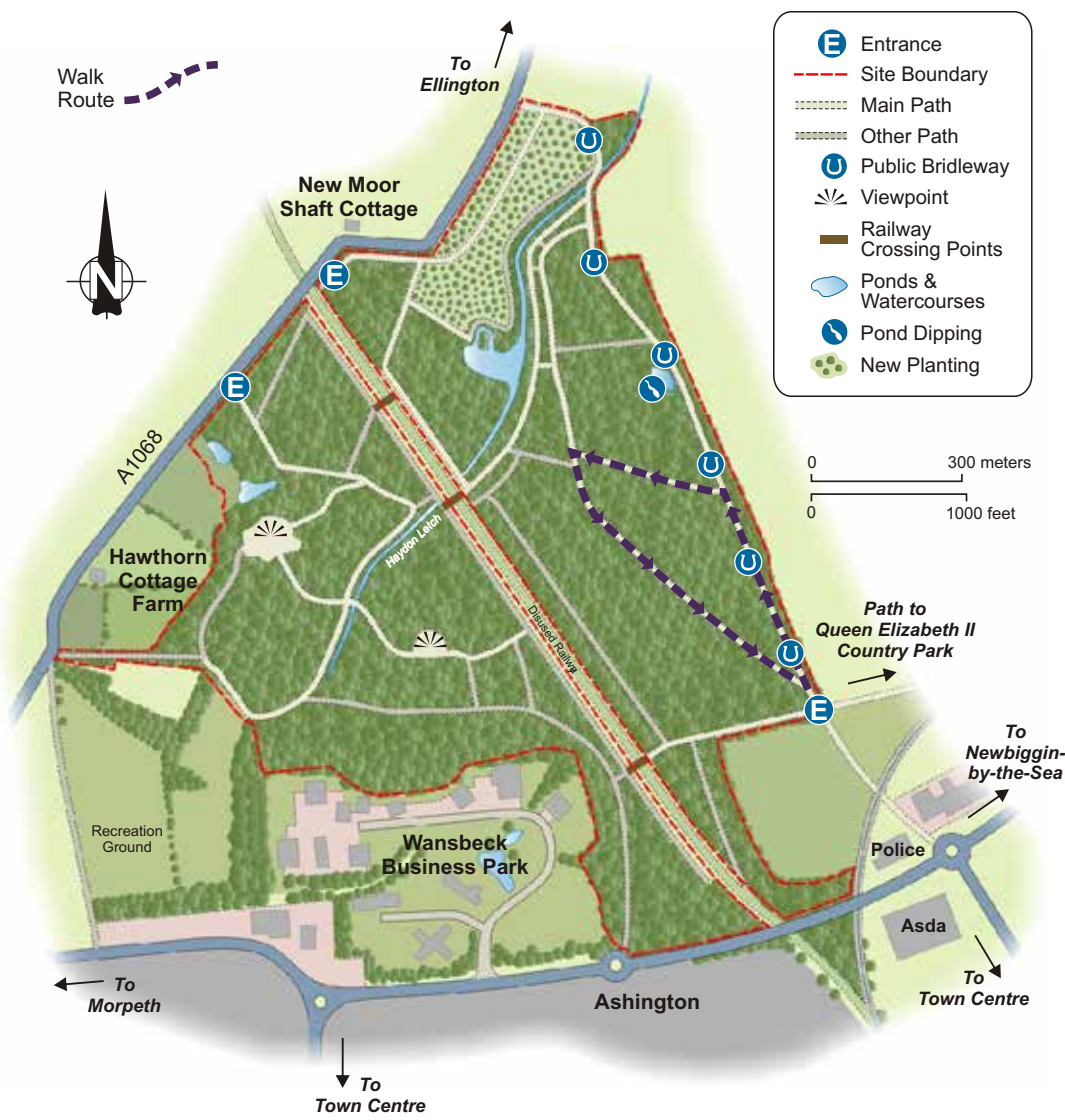 Walk
Route
To
Ellington
New Moor
Shaft Cottage
N
E
E
A1068
Hawthorn
Cottage
Farm
Haydon Letch
Disused Railwa
Path to
Queen Elizabeth II
Country Park
E
To
Newbiggin-
by-the-Sea
Recreation
Ground
Wansbeck
Business Park
Police
Asda
To
Morpeth
Ashington
To
Town Centre
To
Town Centre
E Entrance
Site Boundary
Main Path
Other Path
Public Bridleway
Viewpoint
Railway
Crossing Points
Ponds &
Watercourses
Pond Dipping
New Planting
0 300 meters
0 1000 feet